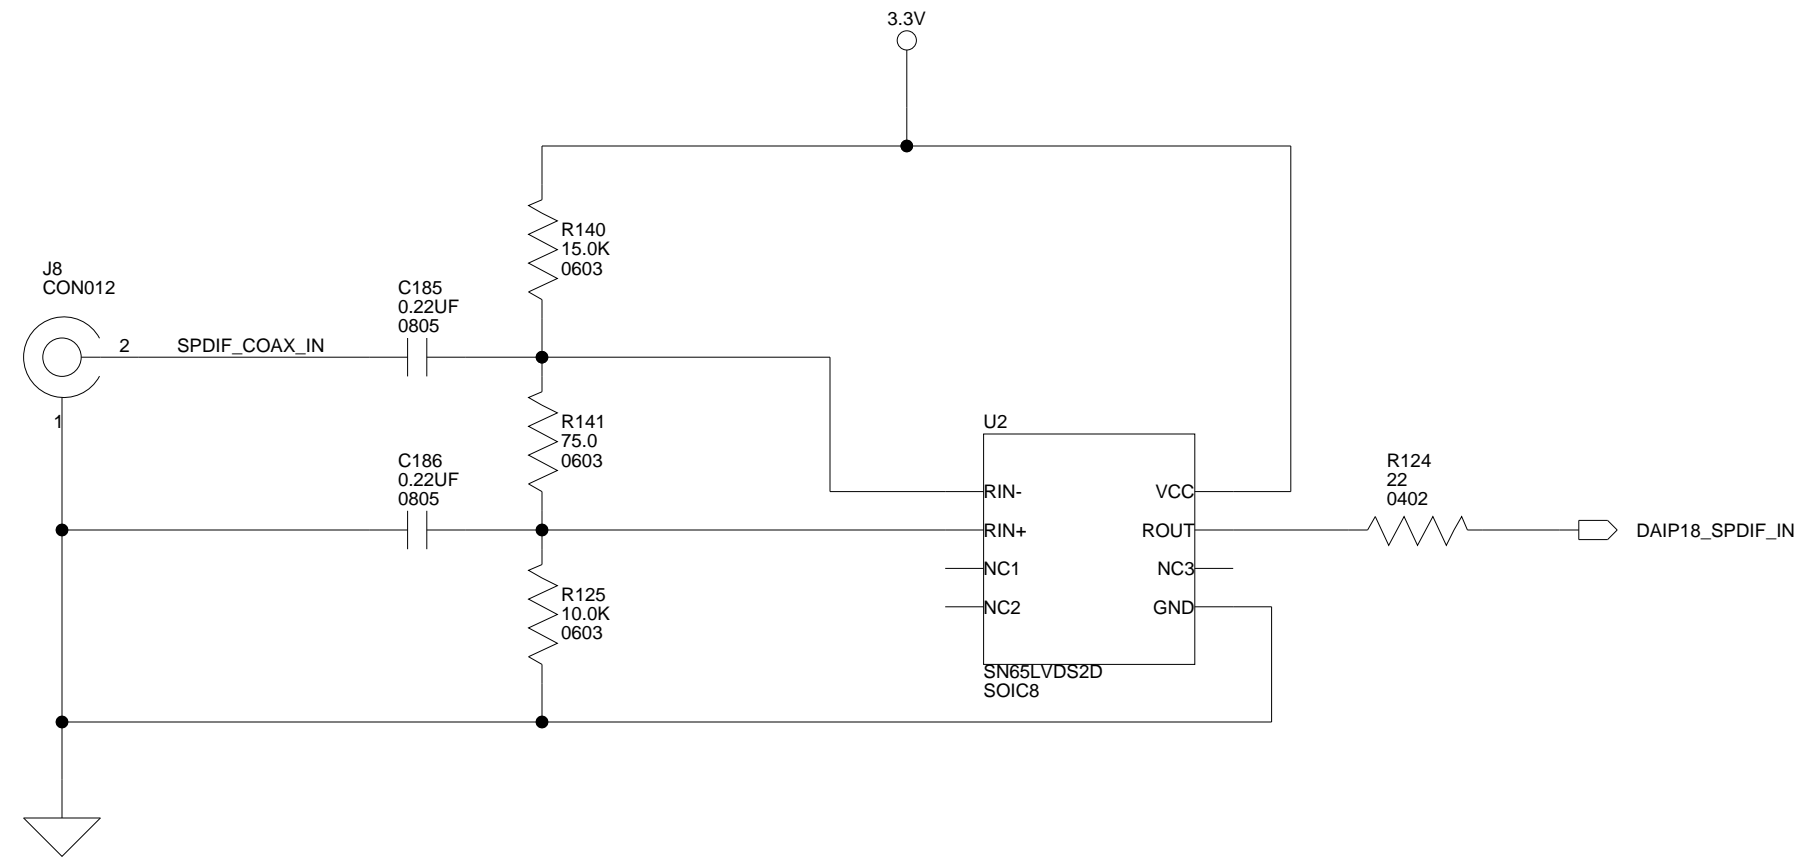 3.3V
R140
15.0K
0603
J8
CON012
C185
0.22UF
0805
2
SPDIF_COAX_IN
1
R141
75.0
0603
U2
C186
0.22UF
0805
R124
22
0402
RIN-
VCC
RIN+
ROUT
DAIP18_SPDIF_IN
NC1
NC3
NC2
GND
R125
10.0K
0603
SN65LVDS2D
SOIC8